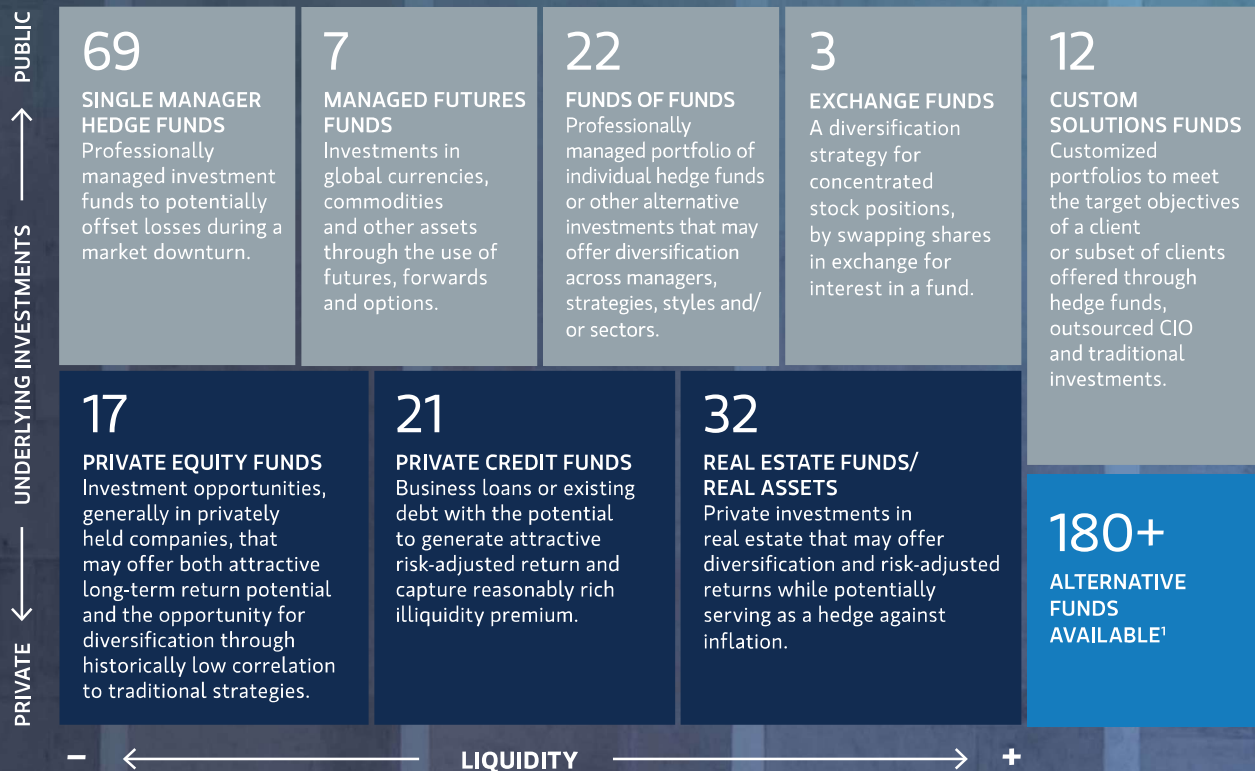 PUBLIC
UNDERLYING INVESTMENTS
PRIVATE
69
SINGLE MANAGER
HEDGE FUNDS
Professionally
managed investment
funds to potentially
offset losses during a
market downturn.
7
MANAGED FUTURES
FUNDS
Investments in
global currencies,
commodities
and other assets
through the use of
futures, forwards
and options.
22
FUNDS OF FUNDS
Professionally
managed portfolio of
individual hedge funds
or other alternative
investments that may
offer diversification
across managers,
strategies, styles and/
or sectors.
3
EXCHANGE FUNDS
A diversification
strategy for
concentrated
stock positions,
by swapping shares
in exchange for
interest in a fund.
12
CUSTOM
SOLUTIONS FUNDS
Customized
portfolios to meet
the target objectives
of a client
or subset of clients
offered through
hedge funds,
outsourced CIO
and traditional
investments.
17
PRIVATE EQUITY FUNDS
Investment opportunities,
generally in privately
held companies, that
may offer both attractive
long-term return potential
and the opportunity for
diversification through
historically low correlation
to traditional strategies.
21
PRIVATE CREDIT FUNDS
Business loans or existing
debt with the potential
to generate attractive
risk-adjusted return and
capture reasonably rich
illiquidity premium.
32
REAL ESTATE FUNDS/
REAL ASSETS
Private investments in
real estate that may offer
diversification and risk-adjusted
returns while potentially
serving as a hedge against
inflation.
180+
ALTERNATIVE
FUNDS
AVAILABLE¹
– LIQUIDITY +